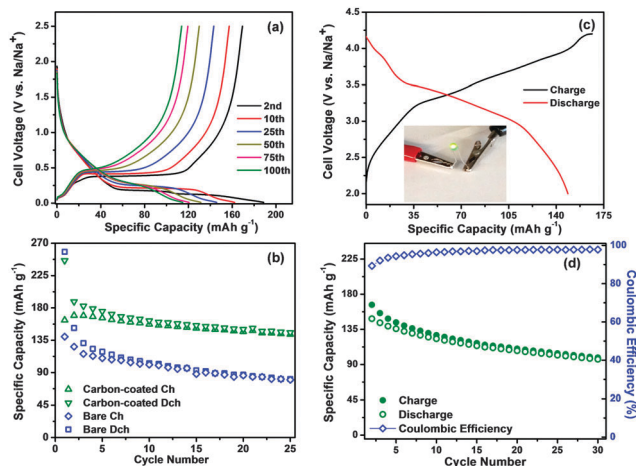 (a)
Cell Voltage (V vs. Na/Na⁺)
2.5
2.0
1.5
1.0
0.5
0.0
2nd
10th
25th
50th
75th
100th
0 40 80 120 160 200
Specific Capacity (mAh g⁻¹)
(c)
Cell Voltage (V vs. Na/Na⁺)
4.5
4.0
3.5
3.0
2.5
2.0
Charge
Discharge
0 35 70 105 140 175
Specific Capacity (mAh g⁻¹)
(b)
Specific Capacity (mAh g⁻¹)
270
225
180
135
90
45
0
Carbon-coated Ch
Carbon-coated Dch
Bare Ch
Bare Dch
0 5 10 15 20 25
Cycle Number
(d)
Specific Capacity (mAh g⁻¹)
225
180
135
90
45
0
Charge
Discharge
Coulombic Efficiency
5 10 15 20 25 30
Cycle Number
100
80
60
40
20
0
Coulombic Efficiency (%)